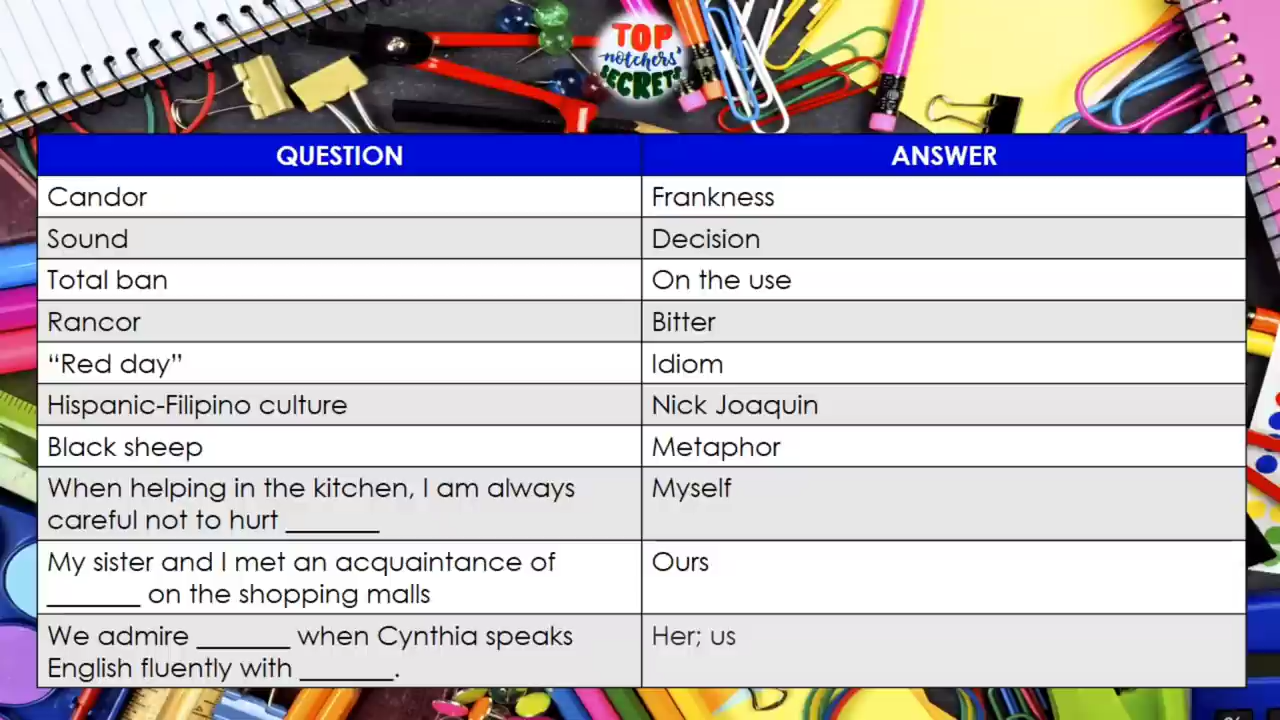 TOP
notchers'
SECRETS
QUESTION ANSWER
Candor Frankness
Sound Decision
Total ban On the use
Rancor Bitter
“Red day” Idiom
Hispanic-Filipino culture Nick Joaquin
Black sheep Metaphor
When helping in the kitchen, I am always Myself
careful not to hurt _______
My sister and I met an acquaintance of Ours
_______ on the shopping malls
We admire _______ when Cynthia speaks Her; us
English fluently with _______.